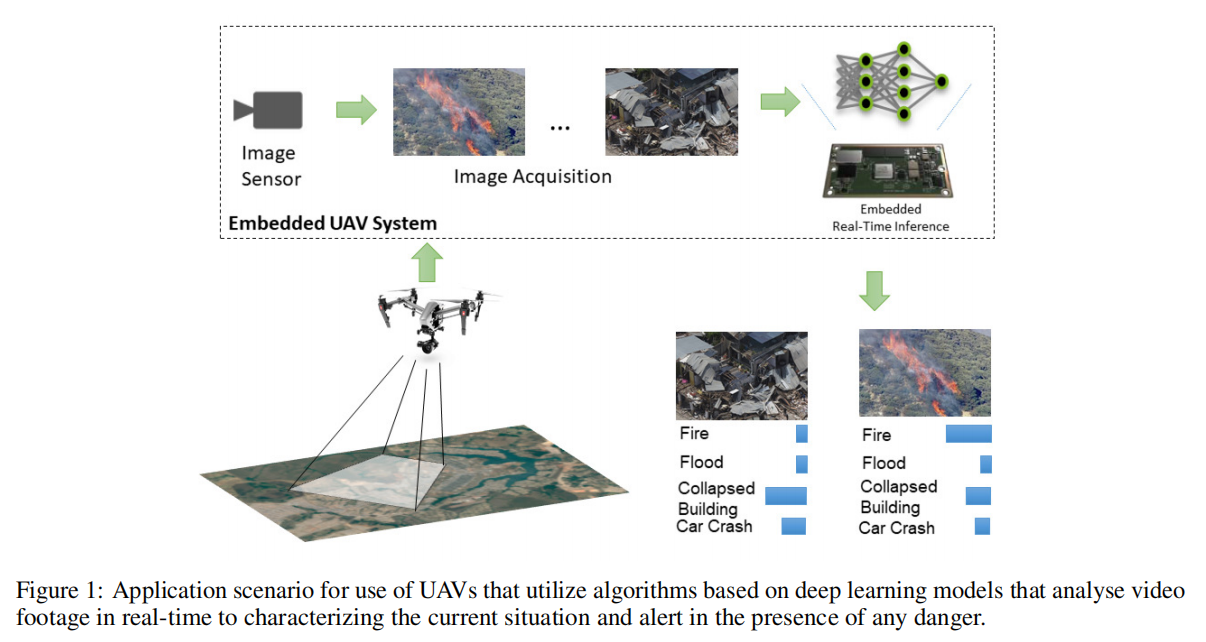 Image
Sensor
...
Image Acquisition
Embedded UAV System
Embedded
Real-Time Inference
Fire
Flood
Collapsed
Building
Car Crash
Fire
Flood
Collapsed
Building
Car Crash
Figure 1: Application scenario for use of UAVs that utilize algorithms based on deep learning models that analyse video
footage in real-time to characterizing the current situation and alert in the presence of any danger.